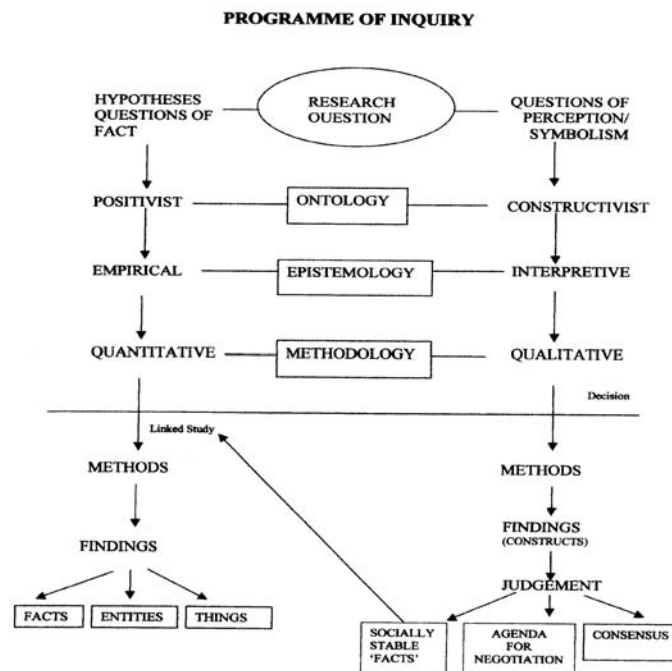 PROGRAMME OF INQUIRY
HYPOTHESES
QUESTIONS OF
FACT
RESEARCH
OUESTION
QUESTIONS OF
PERCEPTION/
SYMBOLISM
POSITIVIST
ONTOLOGY
CONSTRUCTIVIST
EMPIRICAL
EPISTEMOLOGY
INTERPRETIVE
QUANTITATIVE
METHODOLOGY
QUALITATIVE
Decision
Linked Study
METHODS
METHODS
FINDINGS
FINDINGS
(CONSTRUCTS)
JUDGEMENT
FACTS
ENTITIES
THINGS
SOCIALLY
STABLE
'FACTS'
AGENDA
FOR
NEGOTIATION
CONSENSUS